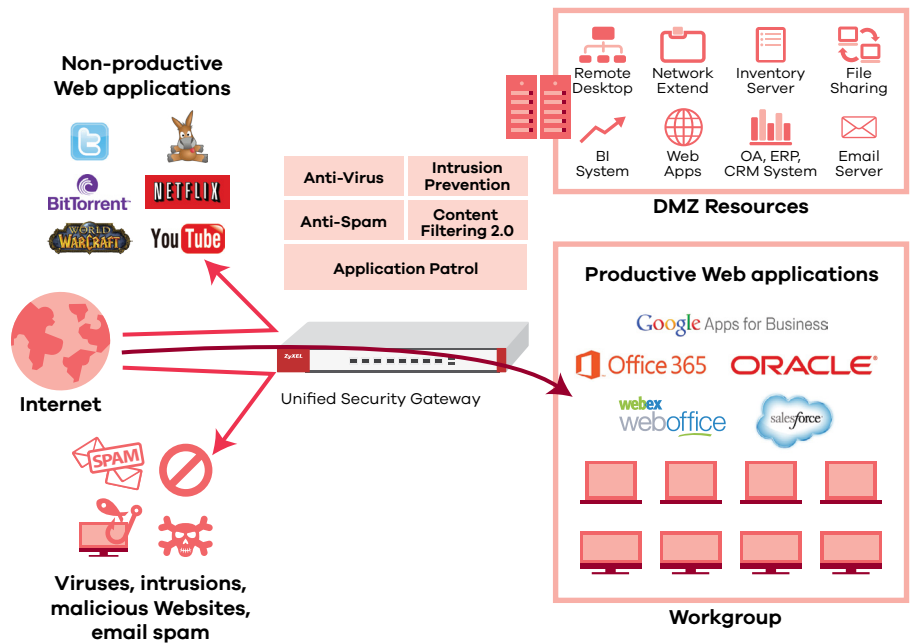 Non-productive
Web applications
BitTorrent
NETFLIX
WORLD
OF
WARCRAFT
You Tube
Internet
SPAM
Viruses, intrusions,
malicious Websites,
email spam
Anti-Virus
Intrusion
Prevention
Anti-Spam
Content
Filtering 2.0
Application Patrol
ZyXEL
Unified Security Gateway
Remote
Desktop
Network
Extend
Inventory
Server
File
Sharing
BI
System
Web
Apps
OA, ERP,
CRM System
Email
Server
DMZ Resources
Productive Web applications
Google Apps for Business
Office 365
ORACLE®
webex
weboffice
salesforce
Workgroup